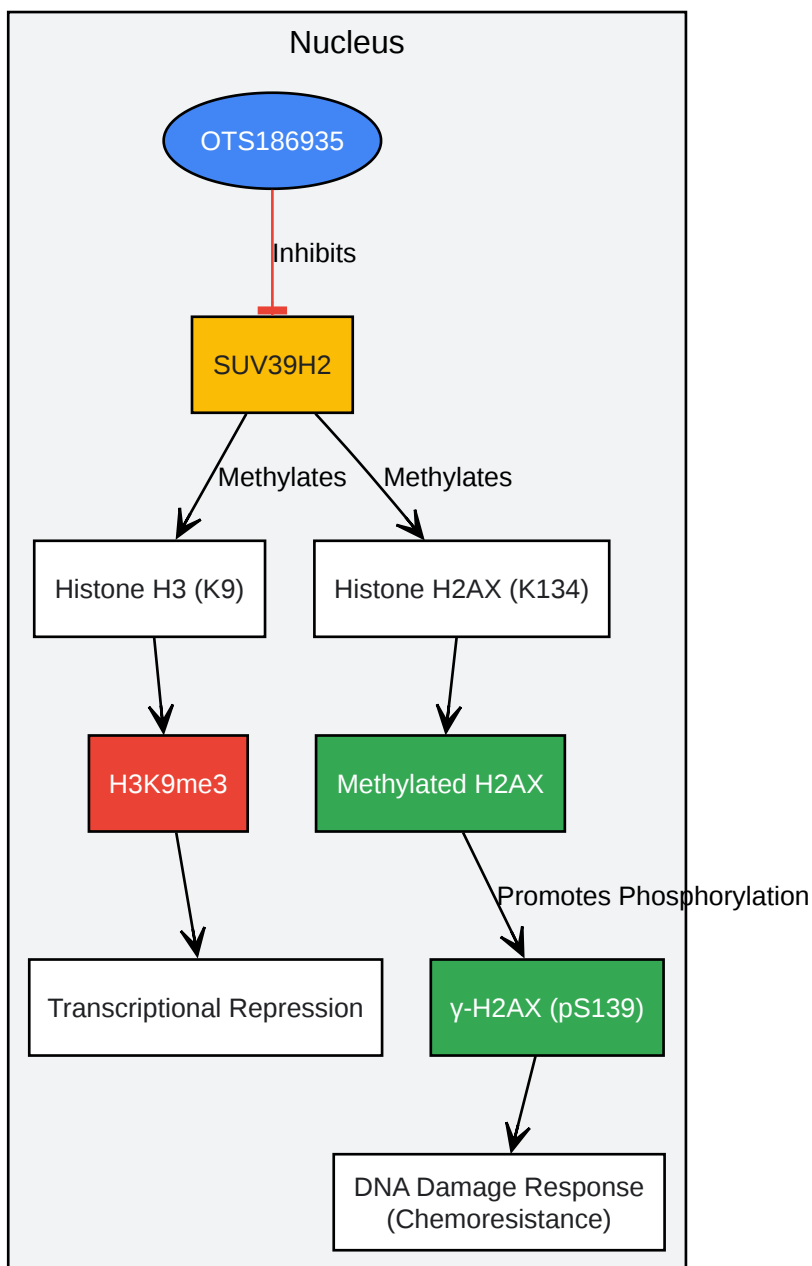 Nucleus
OTS186935
Inhibits
SUV39H2
Methylates
Methylates
Histone H3 (K9)
Histone H2AX (K134)
H3K9me3
Methylated H2AX
Promotes Phosphorylation
Transcriptional Repression
γ-H2AX (pS139)
DNA Damage Response
(Chemoresistance)